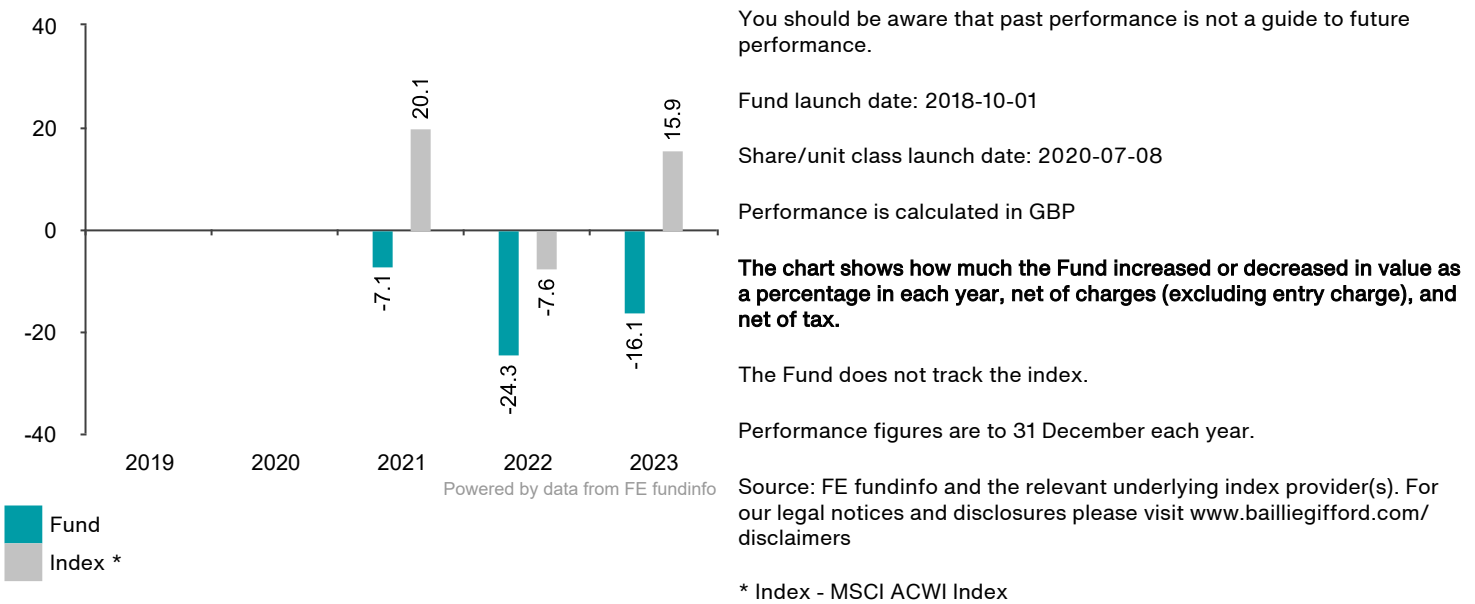 40
20
0
-20
-40
-7.1
20.1
-24.3
-7.6
-16.1
15.9
2019 2020 2021 2022 2023
Powered by data from FE fundinfo
Fund
Index *
You should be aware that past performance is not a guide to future
performance.
Fund launch date: 2018-10-01
Share/unit class launch date: 2020-07-08
Performance is calculated in GBP
The chart shows how much the Fund increased or decreased in value as
a percentage in each year, net of charges (excluding entry charge), and
net of tax.
The Fund does not track the index.
Performance figures are to 31 December each year.
Source: FE fundinfo and the relevant underlying index provider(s). For
our legal notices and disclosures please visit www.bailliegifford.com/
disclaimers
* Index - MSCI ACWI Index